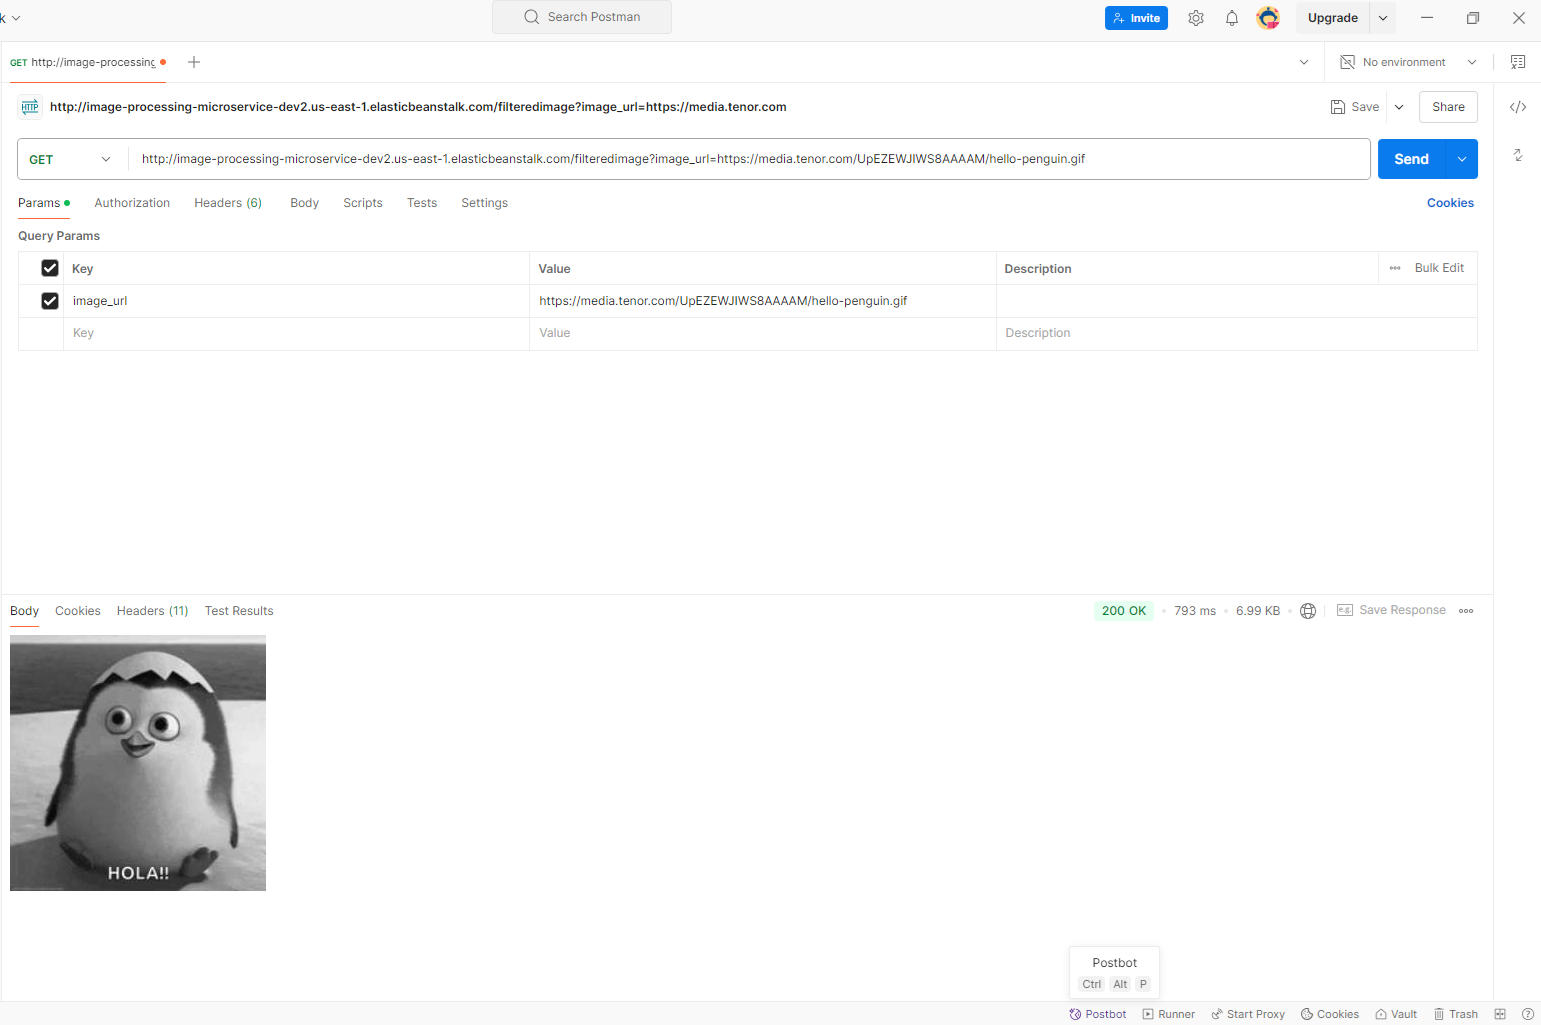 k
Search Postman
Invite
Upgrade
GET http://image-processing
No environment
HTTP http://image-processing-microservice-dev2.us-east-1.elasticbeanstalk.com/filteredimage?image_url=https://media.tenor.com
Save
Share
</>
GET
http://image-processing-microservice-dev2.us-east-1.elasticbeanstalk.com/filteredimage?image_url=https://media.tenor.com/UpEZEWJIWS8AAAAM/hello-penguin.gif
Send
Params Authorization Headers (6) Body Scripts Tests Settings
Cookies
Query Params
Key Value Description Bulk Edit
image_url https://media.tenor.com/UpEZEWJIWS8AAAAM/hello-penguin.gif
Key Value Description
Body Cookies Headers (11) Test Results
200 OK • 793 ms • 6.99 KB • e.g. Save Response
HOLA!!
Postbot
Ctrl Alt P
Postbot Runner Start Proxy Cookies Vault Trash ?